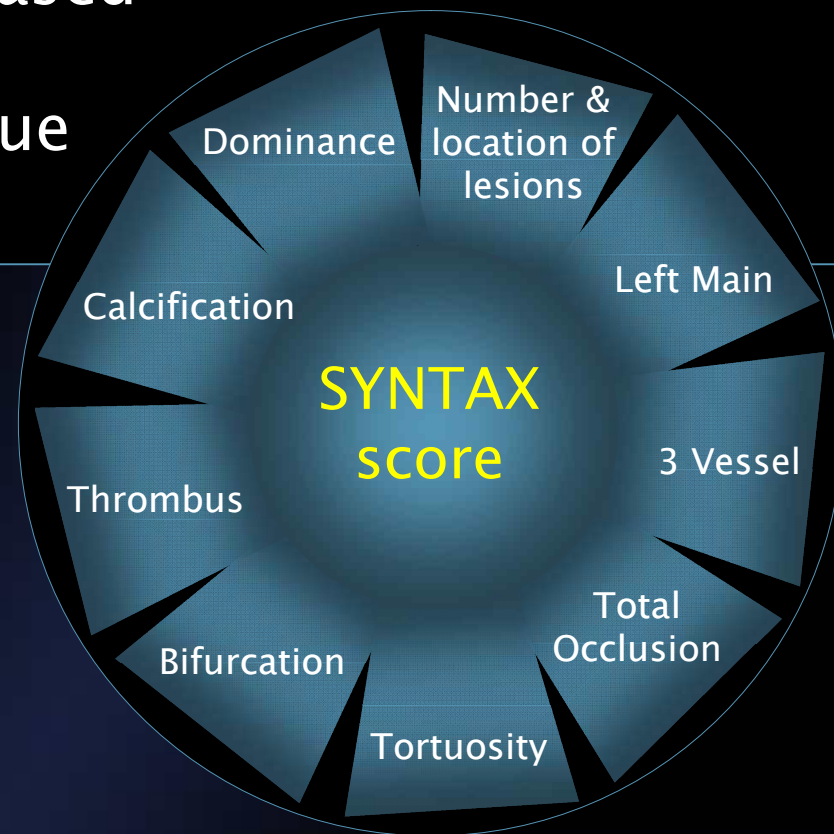 ue
Number &
location of
lesions
Left Main
3 Vessel
Total
Occlusion
Tortuosity
Bifurcation
Thrombus
Calcification
Dominance
SYNTAX
score